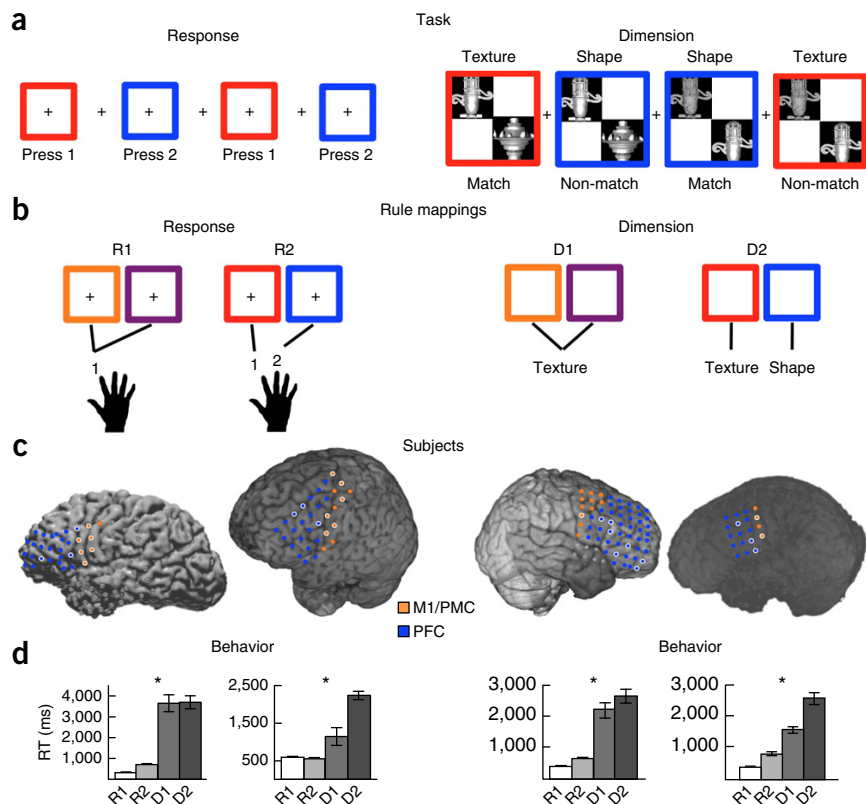 a
Task
Response
Dimension
Texture Shape Shape Texture
+ + + + + + +
+ + +
Press 1 Press 2 Press 1 Press 2
Match Non-match Match Non-match
b
Rule mappings
Response
Dimension
R1 R2
D1 D2
+ + + +
1
1 2
Texture
Texture Shape
c
Subjects
M1/PMC
PFC
d
Behavior
Behavior
RT (ms)
4,000
3,000
2,000
1,000
R1 R2 D1 D2
*
2,500
1,500
500
R1 R2 D1 D2
*
3,000
2,000
1,000
R1 R2 D1 D2
*
3,000
2,000
1,000
R1 R2 D1 D2
*